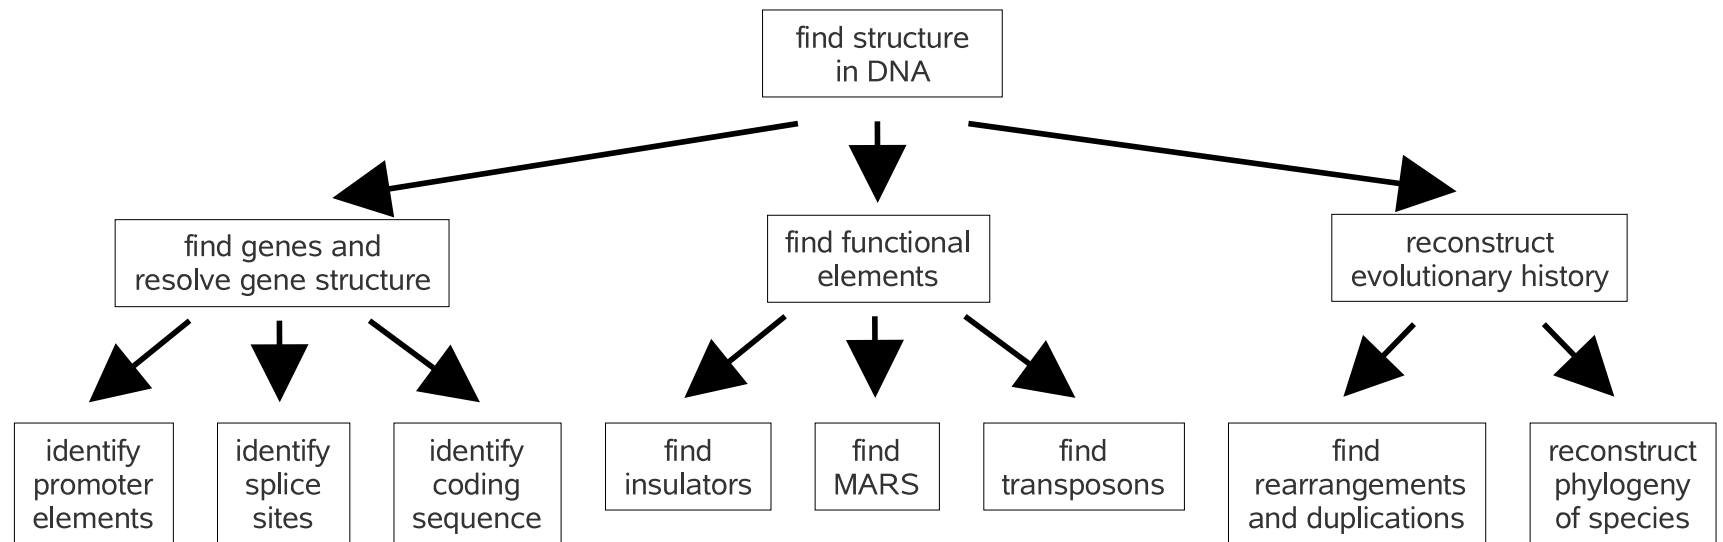 find structure
in DNA
find genes and
resolve gene structure
find functional
elements
reconstruct
evolutionary history
identify
promoter
elements
identify
splice
sites
identify
coding
sequence
find
insulators
find
MARS
find
transposons
find
rearrangements
and duplications
reconstruct
phylogeny
of species